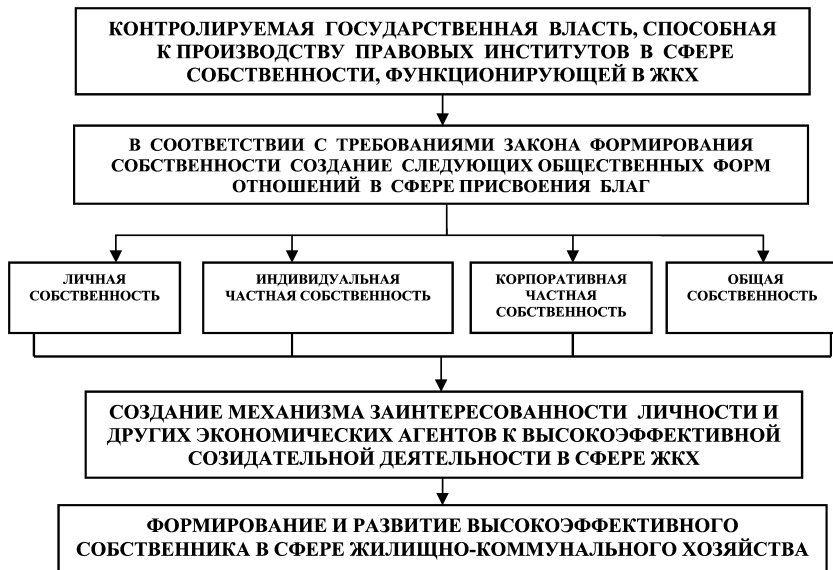 КОНТРОЛИРУЕМАЯ ГОСУДАРСТВЕННАЯ ВЛАСТЬ, СПОСОБНАЯ
К ПРОИЗВОДСТВУ ПРАВОВЫХ ИНСТИТУТОВ В СФЕРЕ
СОБСТВЕННОСТИ, ФУНКЦИОНИРУЮЩЕЙ В ЖКХ
В СООТВЕТСТВИИ С ТРЕБОВАНИЯМИ ЗАКОНА ФОРМИРОВАНИЯ
СОБСТВЕННОСТИ СОЗДАНИЕ СЛЕДУЮЩИХ ОБЩЕСТВЕННЫХ ФОРМ
ОТНОШЕНИЙ В СФЕРЕ ПРИСВОЕНИЯ БЛАГ
ЛИЧНАЯ
СОБСТВЕННОСТЬ
ИНДИВИДУАЛЬНАЯ
ЧАСТНАЯ СОБСТВЕННОСТЬ
КОРПОРАТИВНАЯ
ЧАСТНАЯ
СОБСТВЕННОСТЬ
ОБЩАЯ
СОБСТВЕННОСТЬ
СОЗДАНИЕ МЕХАНИЗМА ЗАИНТЕРЕСОВАННОСТИ ЛИЧНОСТИ И
ДРУГИХ ЭКОНОМИЧЕСКИХ АГЕНТОВ К ВЫСОКОЭФФЕКТИВНОЙ
СОЗИДАТЕЛЬНОЙ ДЕЯТЕЛЬНОСТИ В СФЕРЕ ЖКХ
ФОРМИРОВАНИЕ И РАЗВИТИЕ ВЫСОКОЭФФЕКТИВНОГО
СОБСТВЕННИКА В СФЕРЕ ЖИЛИЩНО-КОММУНАЛЬНОГО ХОЗЯЙСТВА